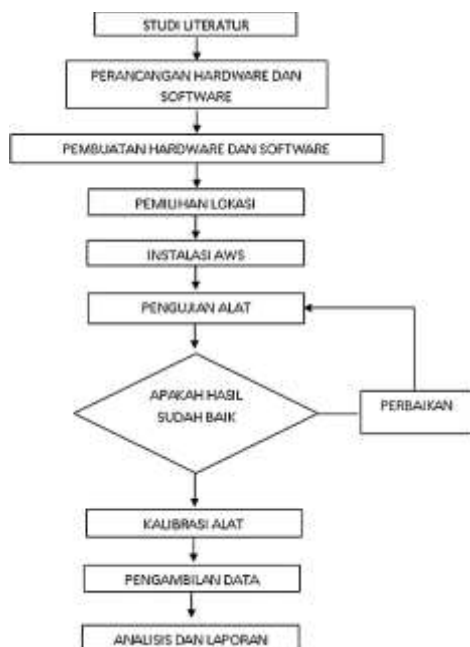 STUDI LITERATUR
PERANCANGAN HARDWARE DAN
SOFTWARE
PEMBUATAN HARDWARE DAN SOFTWARE
PEMILIHAN LOKASI
INSTALASI AWS
PENGUJIAN ALAT
APAKAH HASIL
SUDAH BAIK
PERBAIKAN
KALIBRASI ALAT
PENGAMBILAN DATA
ANALISIS DAN LAPORAN